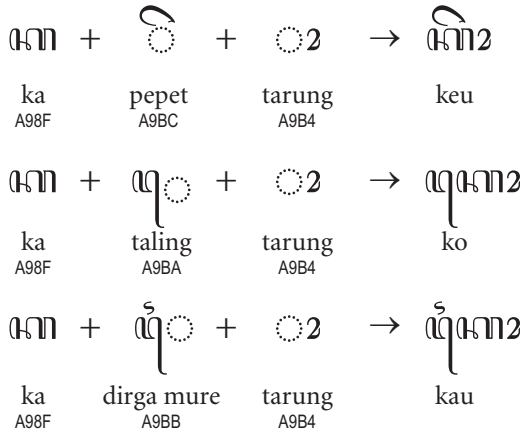 ꦏ + ◌ꦼ + ◌ꦴ → ꦏꦼꦴ
ka pepet tarung keu
A98F A9BC A9B4
ꦏ + ꦺ◌ + ◌ꦴ → ꦏꦺꦴ
ka taling tarung ko
A98F A9BA A9B4
ꦏ + ꦻ◌ + ◌ꦴ → ꦏꦻꦴ
ka dirga mure tarung kau
A98F A9BB A9B4